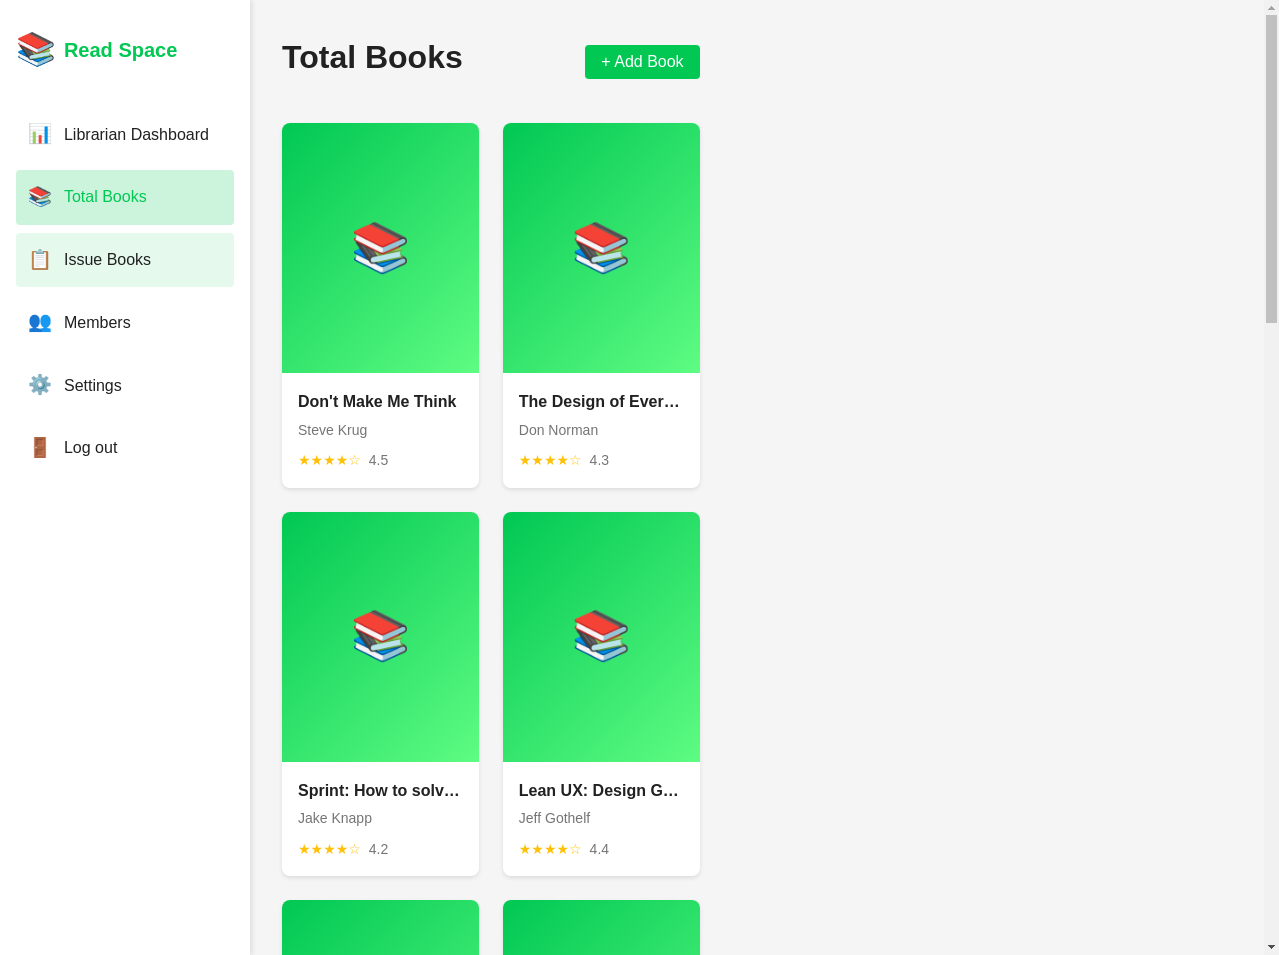 Read Space
Librarian Dashboard
Total Books
Issue Books
Members
Settings
Log out
Total Books
+ Add Book
Don't Make Me Think
Steve Krug
★★★★☆ 4.5
The Design of Ever…
Don Norman
★★★★☆ 4.3
Sprint: How to solv…
Jake Knapp
★★★★☆ 4.2
Lean UX: Design G…
Jeff Gothelf
★★★★☆ 4.4